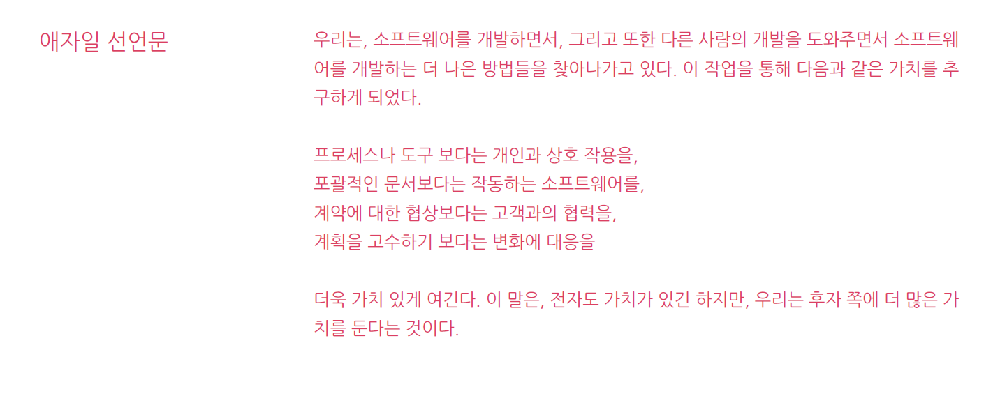 애자일 선언문
우리는, 소프트웨어를 개발하면서, 그리고 또한 다른 사람의 개발을 도와주면서 소프트웨
어를 개발하는 더 나은 방법들을 찾아나가고 있다. 이 작업을 통해 다음과 같은 가치를 추
구하게 되었다.
프로세스나 도구 보다는 개인과 상호 작용을,
포괄적인 문서보다는 작동하는 소프트웨어를,
계약에 대한 협상보다는 고객과의 협력을,
계획을 고수하기 보다는 변화에 대응을
더욱 가치 있게 여긴다. 이 말은, 전자도 가치가 있긴 하지만, 우리는 후자 쪽에 더 많은 가
치를 둔다는 것이다.